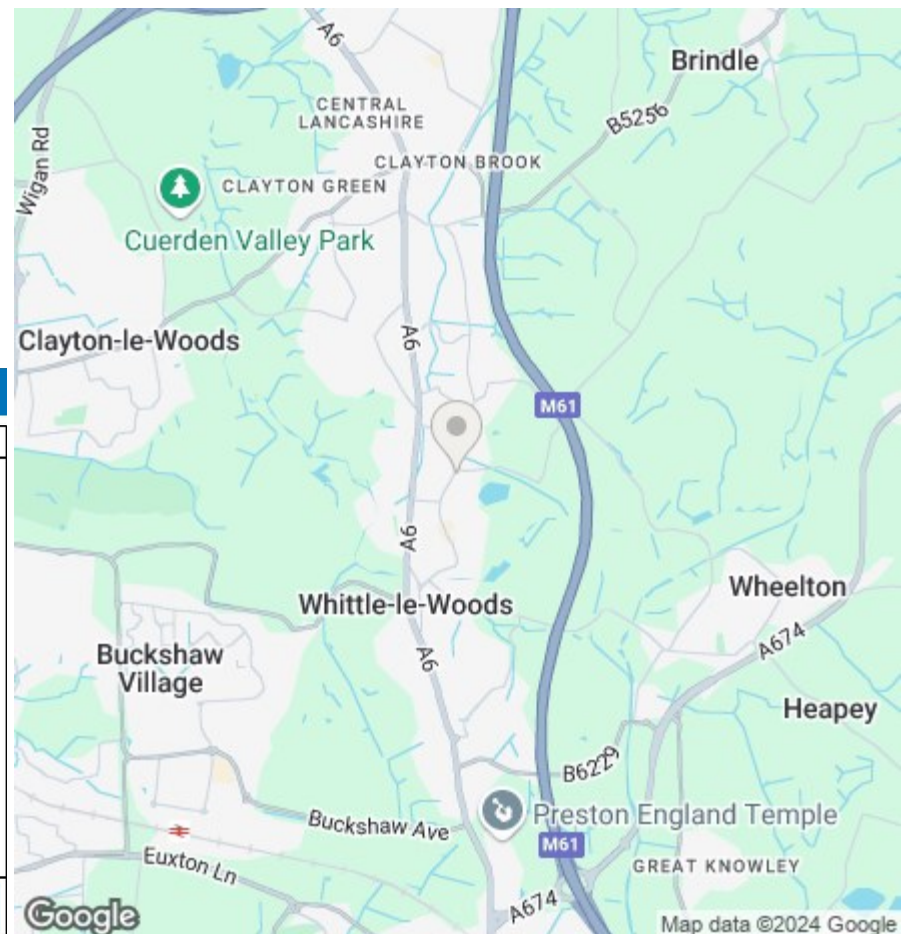 A6
Brindle
CENTRAL
LANCASHIRE
B5256
CLAYTON BROOK
Wigan Rd
CLAYTON GREEN
Cuerden Valley Park
Clayton-le-Woods
A6
M61
A6
Wheelton
Whittle-le-Woods
A674
Buckshaw
Village
A6
Heapey
B6229
Preston England Temple
Buckshaw Ave
M61
Euxton Ln
GREAT KNOWLEY
A674
Google
Map data ©2024 Google